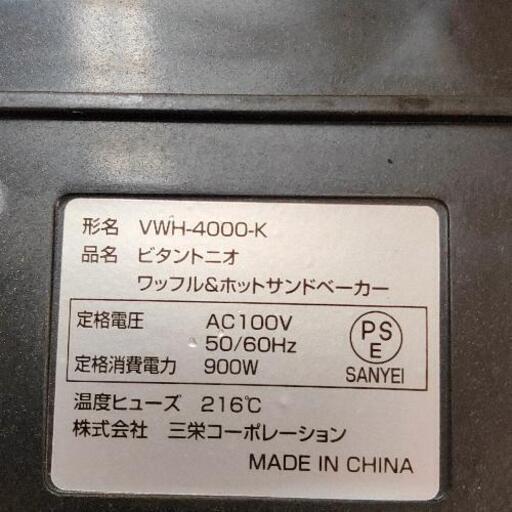 形名 VWH-4000-K
品名 ビタントニオ
ワッフル&ホットサンドベーカー
定格電圧 AC100V
50/60Hz
定格消費電力 900W
PS
E
SANYEI
温度ヒューズ 216℃
株式会社 三栄コーポレーション
MADE IN CHINA